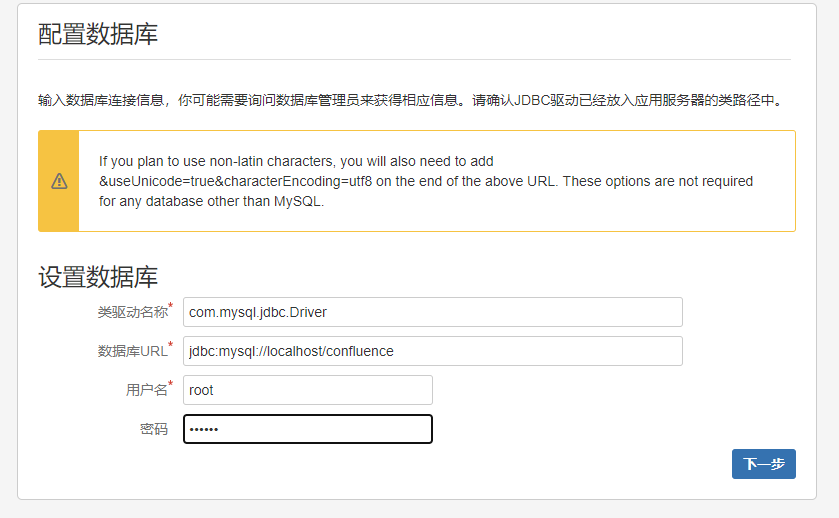 配置数据库
输入数据库连接信息，你可能需要询问数据库管理员来获得相应信息。请确认JDBC驱动已经放入应用服务器的类路径中。
If you plan to use non-latin characters, you will also need to add
&useUnicode=true&characterEncoding=utf8 on the end of the above URL. These options are not required
for any database other than MySQL.
设置数据库
类驱动名称* com.mysql.jdbc.Driver
数据库URL* jdbc:mysql://localhost/confluence
用户名* root
密码 ••••••
下一步